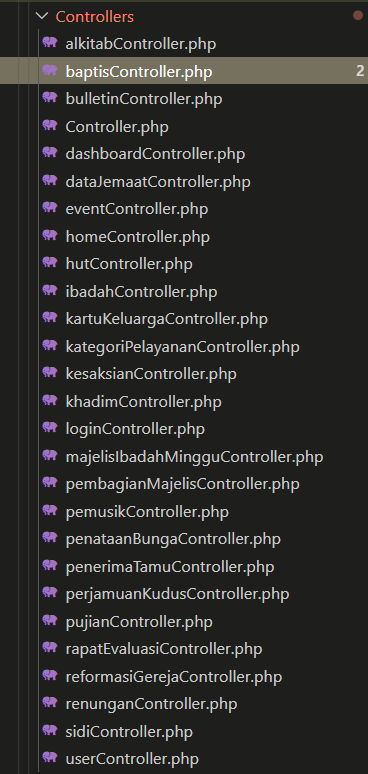 Controllers
alkitabController.php
baptisController.php 2
bulletinController.php
Controller.php
dashboardController.php
dataJemaatController.php
eventController.php
homeController.php
hutController.php
ibadahController.php
kartuKeluargaController.php
kategoriPelayananController.php
kesaksianController.php
khadimController.php
loginController.php
majelisIbadahMingguController.php
pembagianMajelisController.php
pemusikController.php
penataanBungaController.php
penerimaTamuController.php
perjamuanKudusController.php
pujianController.php
rapatEvaluasiController.php
reformasiGerejaController.php
renunganController.php
sidiController.php
userController.php